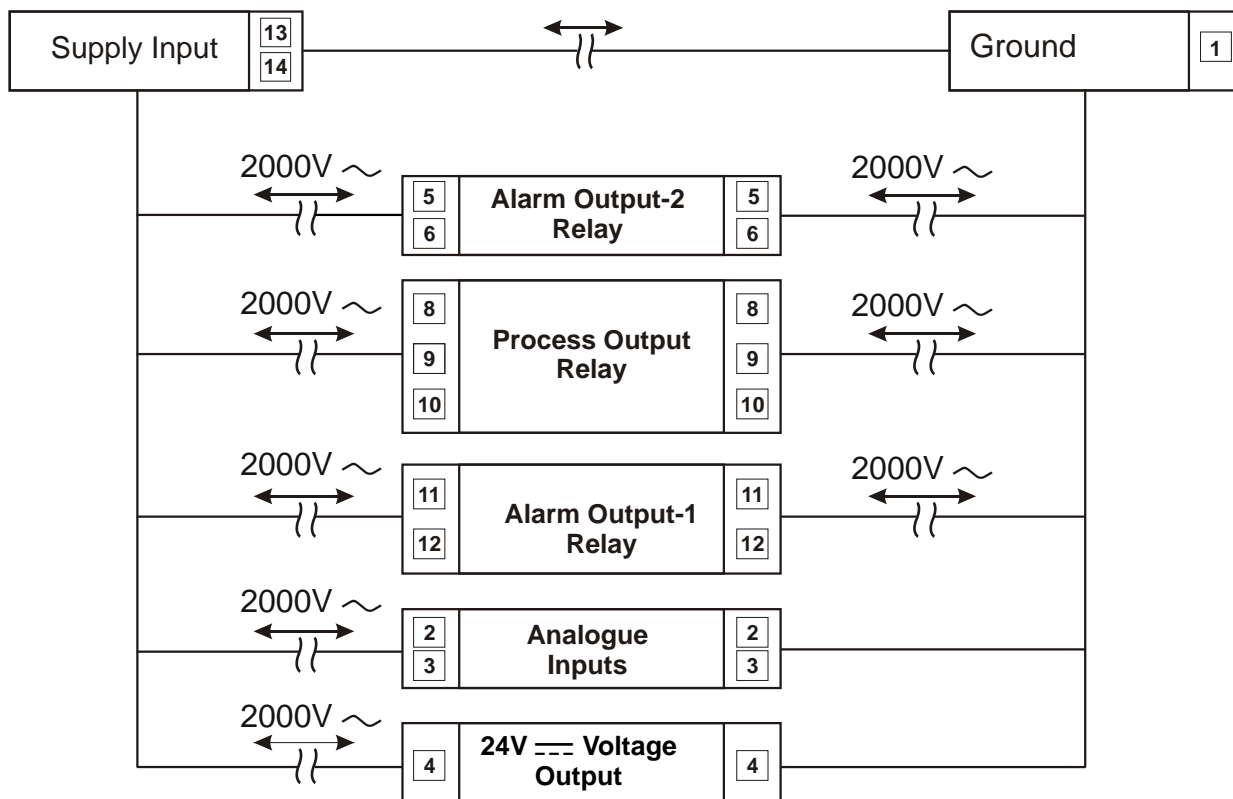 Supply Input
13
14
Ground
1
2000V ~
2000V ~
5
6
Alarm Output-2
Relay
5
6
2000V ~
2000V ~
8
9
10
Process Output
Relay
8
9
10
2000V ~
2000V ~
11
12
Alarm Output-1
Relay
11
12
2000V ~
2
3
Analogue
Inputs
2
3
2000V ~
4
24V ⎓ Voltage
Output
4